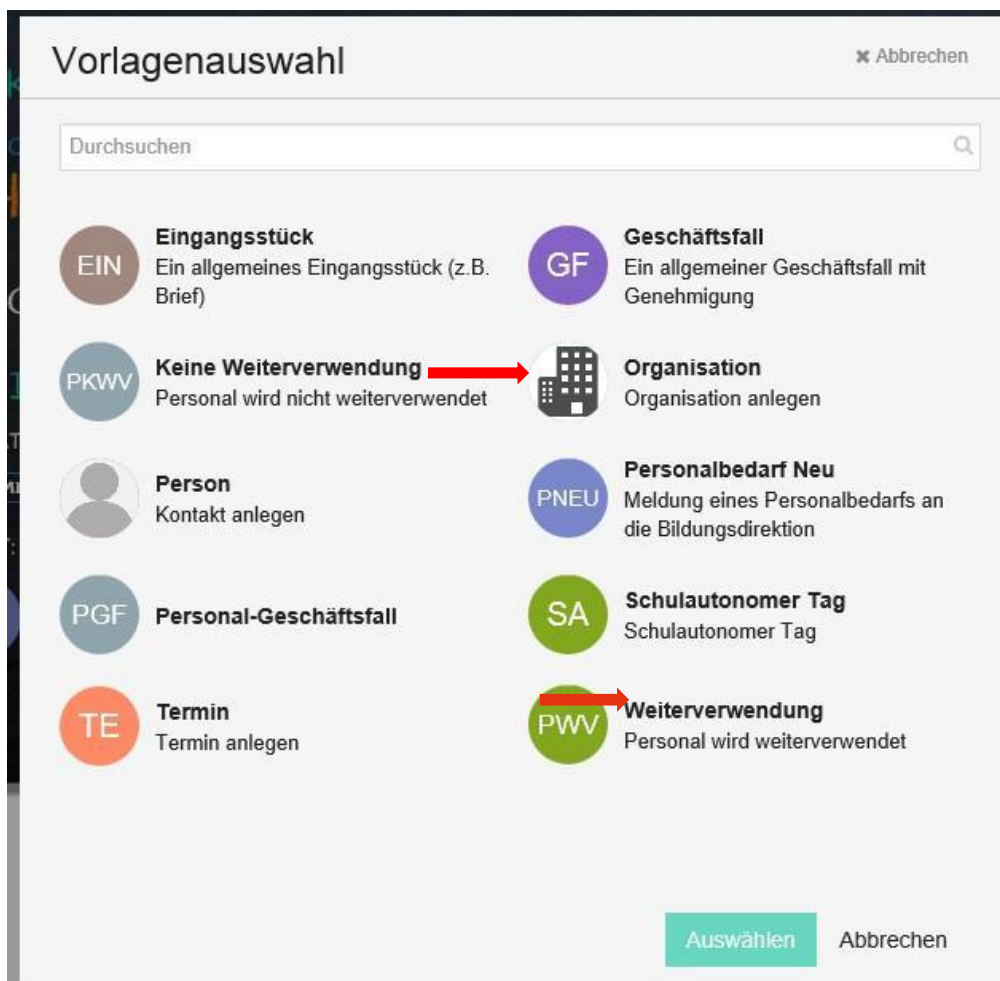 Vorlagenauswahl
✖ Abbrechen
Durchsuchen
EIN
Eingangsstück
Ein allgemeines Eingangsstück (z.B.
Brief)
GF
Geschäftsfall
Ein allgemeiner Geschäftsfall mit
Genehmigung
PKWV
Keine Weiterverwendung
Personal wird nicht weiterverwendet
Organisation
Organisation anlegen
Person
Kontakt anlegen
PNEU
Personalbedarf Neu
Meldung eines Personalbedarfs an
die Bildungsdirektion
PGF
Personal-Geschäftsfall
SA
Schulautonomer Tag
Schulautonomer Tag
TE
Termin
Termin anlegen
PWV
Weiterverwendung
Personal wird weiterverwendet
Auswählen
Abbrechen